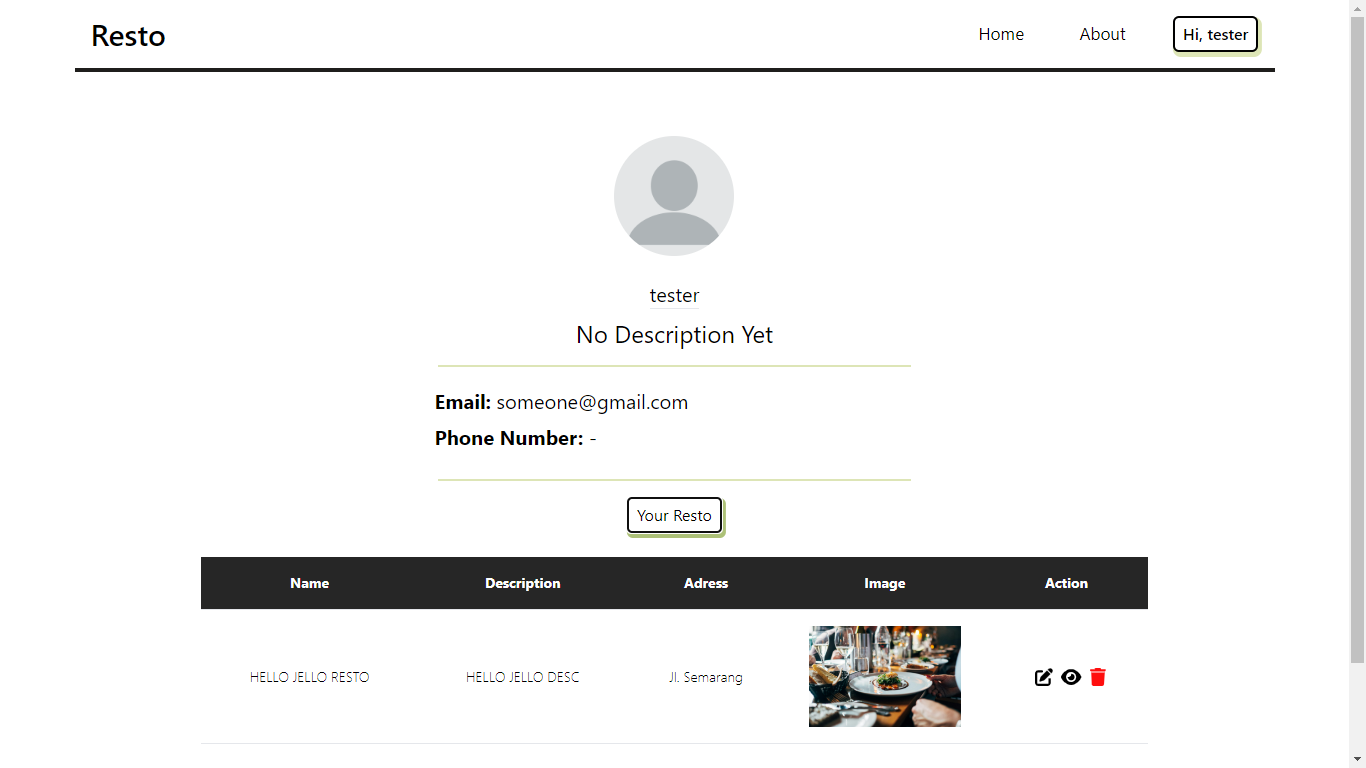 Resto
Home About Hi, tester
tester
No Description Yet
Email: someone@gmail.com
Phone Number: -
Your Resto
Name Description Adress Image Action
HELLO JELLO RESTO HELLO JELLO DESC Jl. Semarang